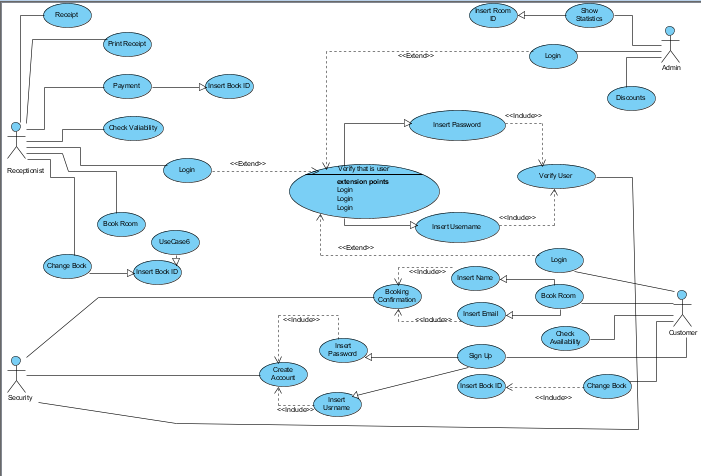 Receipt
Print Receipt
Payment
Insert Book ID
Check Valiability
Receptionist
Login
<<Extend>>
Book Room
UseCase6
Change Book
Insert Book ID
Insert Room
ID
Show
Statistics
Login
<<Extend>>
Admin
Discounts
Insert Password
<<Include>>
Verify that is user
extension points
Login
Login
Login
Verify User
Insert Username
<<Include>>
<<Extend>>
Login
Booking
Confirmation
<<Include>>
Insert Name
Book Room
<<Include>>
Insert Email
Customer
Check
Availability
<<Include>>
Insert
Password
Sign Up
Create
Account
Security
<<Include>>
Insert
Usrname
Insert Book ID
<<Include>>
Change Book